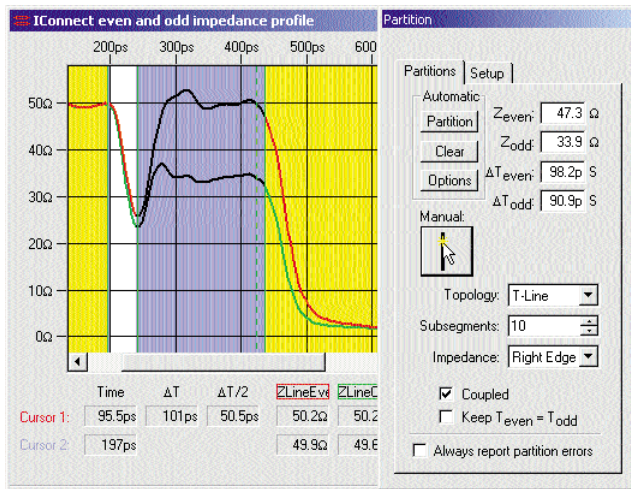 IConnect even and odd impedance profile
200ps 300ps 400ps 500ps 600
50Ω
40Ω
30Ω
20Ω
10Ω
0Ω
Time ΔT ΔT/2 ZLineEve ZLineO
Cursor 1: 95.5ps 101ps 50.5ps 50.2Ω 50.2
Cursor 2: 197ps 49.9Ω 49.6
Partition
Partitions Setup
Automatic
Partition
Clear
Options
Zeven: 47.3 Ω
Zodd: 33.9 Ω
ΔTeven: 98.2p S
ΔTodd: 90.9p S
Manual:
Topology: T-Line
Subsegments: 10
Impedance: Right Edge
Coupled
Keep Teven = Todd
Always report partition errors